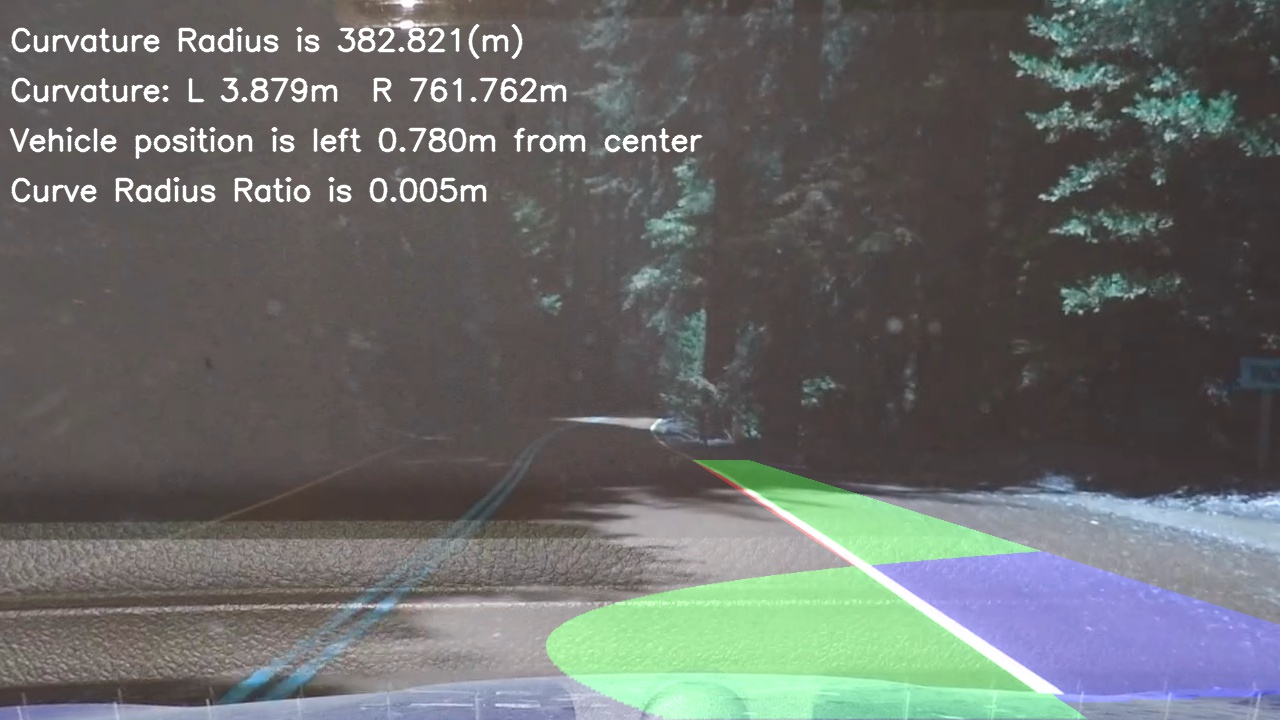 Curvature Radius is 382.821(m)
Curvature: L 3.879m R 761.762m
Vehicle position is left 0.780m from center
Curve Radius Ratio is 0.005m